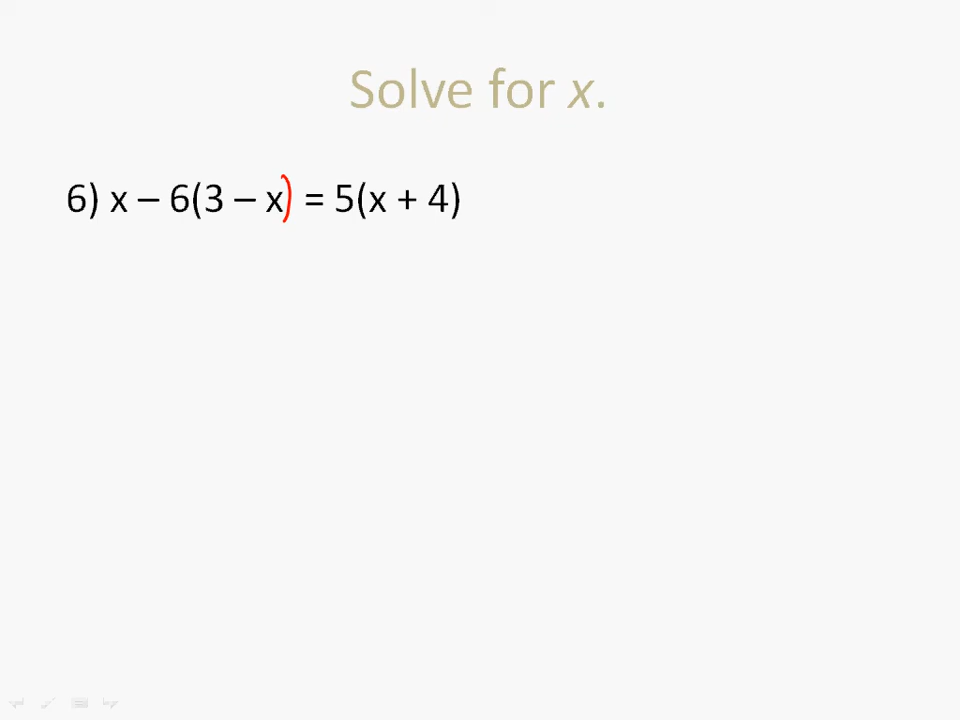 Solve for x.
6) x – 6(3 – x) = 5(x + 4)